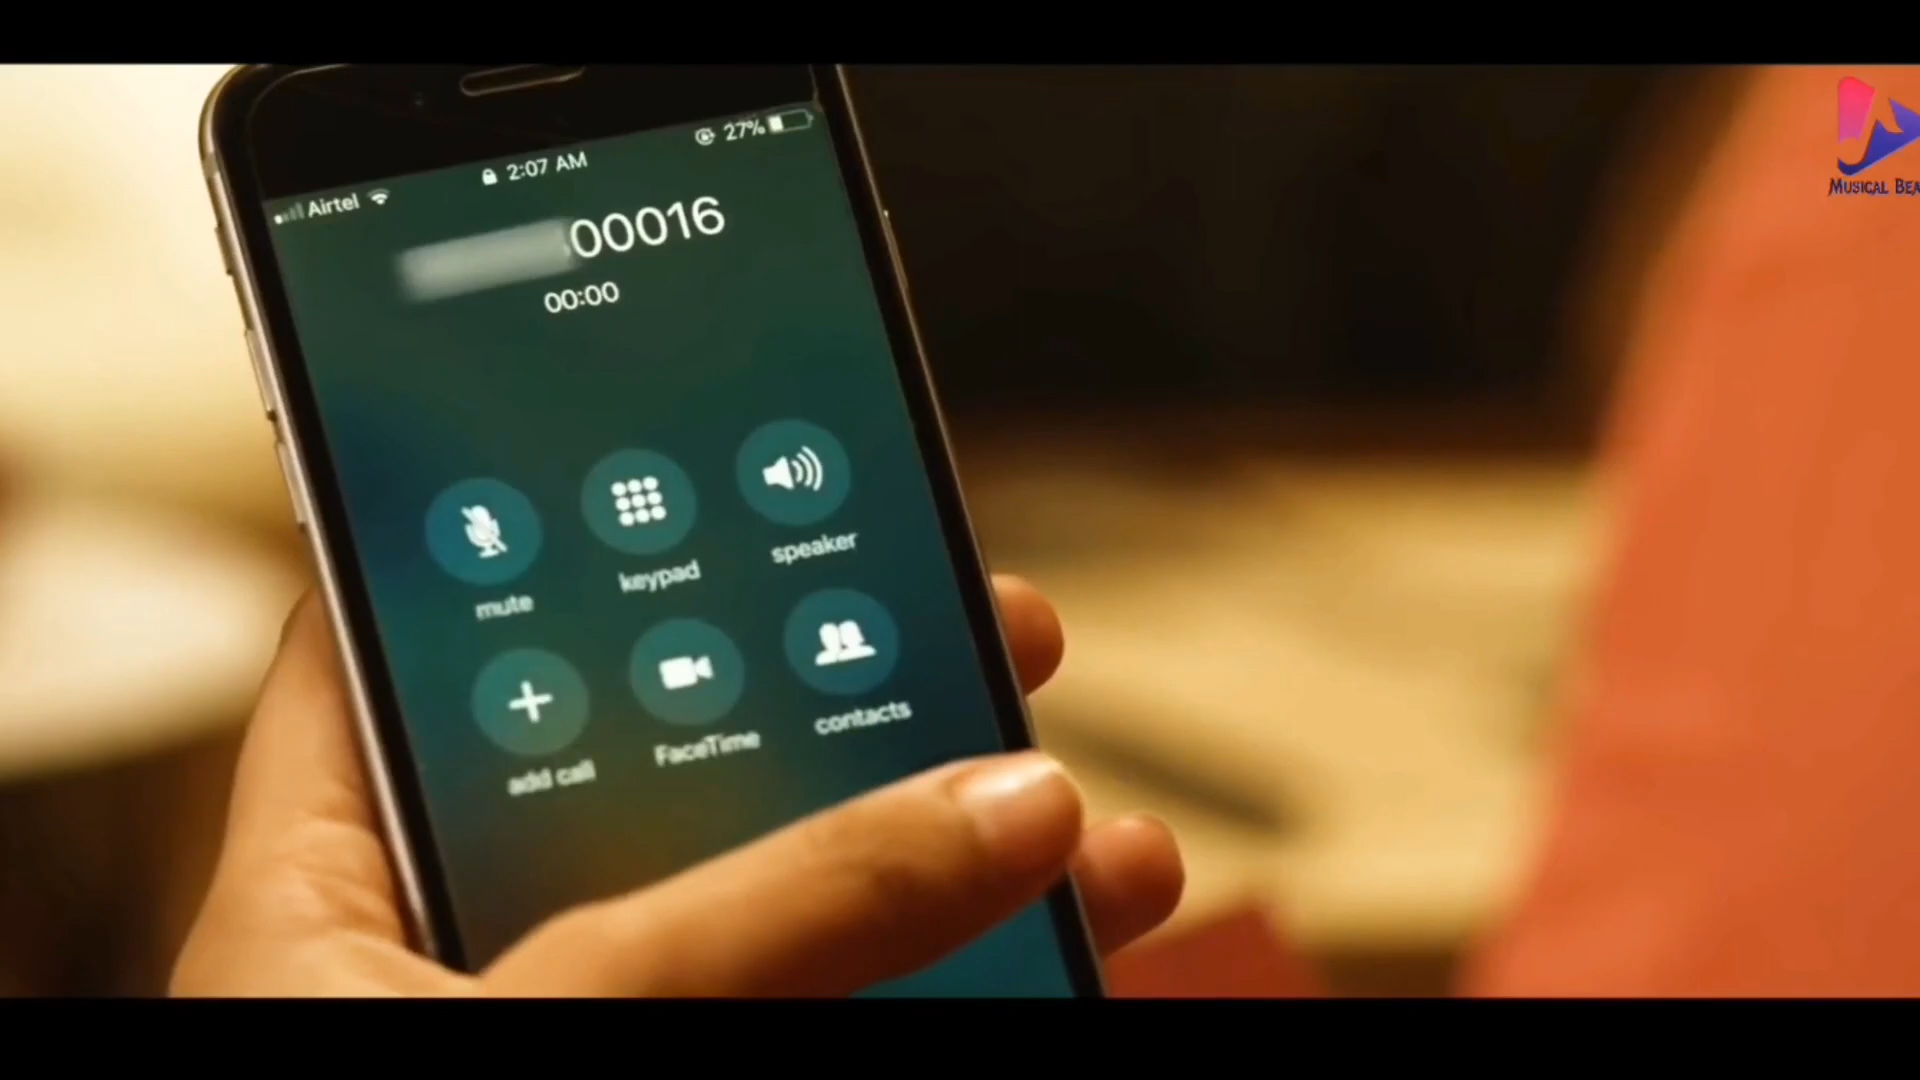 Airtel 2:07 AM 27%
00016
00:00
mute keypad speaker
add call FaceTime contacts
MUSICAL BEA